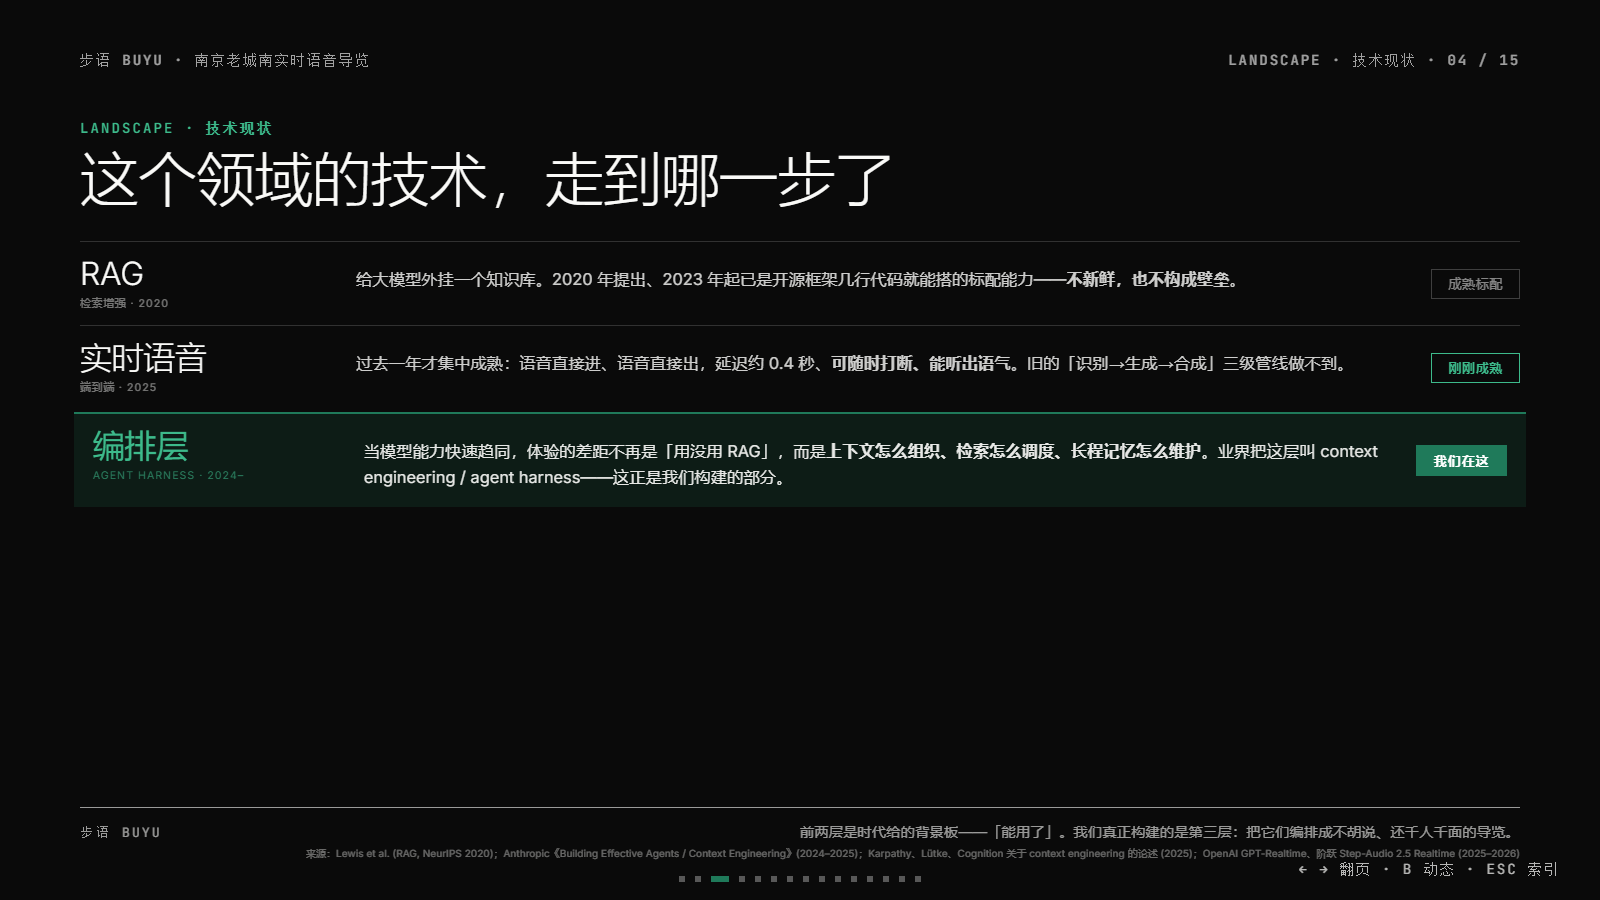 步语 BUYU · 南京老城南实时语音导览
LANDSCAPE · 技术现状 · 04 / 15
LANDSCAPE · 技术现状
这个领域的技术，走到哪一步了
RAG
检索增强 · 2020
给大模型外挂一个知识库。2020 年提出、2023 年起已是开源框架几行代码就能搭的标配能力——不新鲜，也不构成壁垒。
成熟标配
实时语音
端到端 · 2025
过去一年才集中成熟：语音直接进、语音直接出，延迟约 0.4 秒、可随时打断、能听出语气。旧的「识别→生成→合成」三级管线做不到。
刚刚成熟
编排层
AGENT HARNESS · 2024–
当模型能力快速趋同，体验的差距不再是「用没用 RAG」，而是上下文怎么组织、检索怎么调度、长程记忆怎么维护。业界把这层叫 context
engineering / agent harness——这正是我们构建的部分。
我们在这
步语 BUYU
前两层是时代给的背景板——「能用了」。我们真正构建的是第三层：把它们编排成不胡说、还千人千面的导览。
来源：Lewis et al. (RAG, NeurIPS 2020)；Anthropic《Building Effective Agents / Context Engineering》(2024–2025)；Karpathy、Lütke、Cognition 关于 context engineering 的论述 (2025)；OpenAI GPT-Realtime、阶跃 Step-Audio 2.5 Realtime (2025–2026)
← → 翻页 · B 动态 · ESC 索引